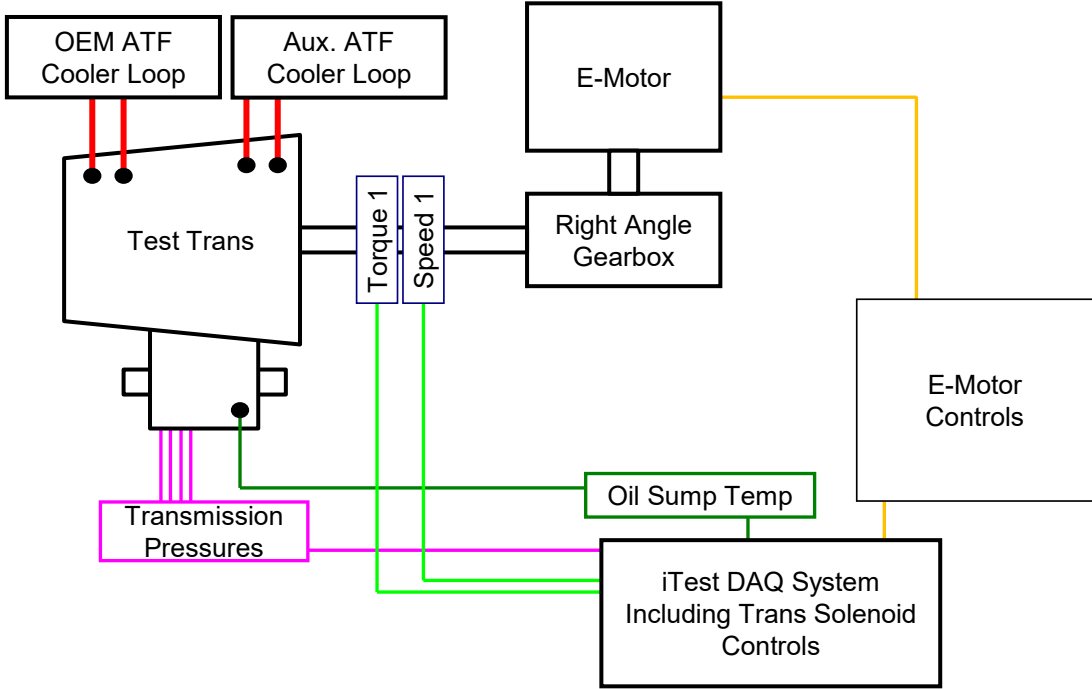 OEM ATF
Cooler Loop
Aux. ATF
Cooler Loop
E-Motor
Test Trans
Torque 1
Speed 1
Right Angle
Gearbox
E-Motor
Controls
Oil Sump Temp
Transmission
Pressures
iTest DAQ System
Including Trans Solenoid
Controls